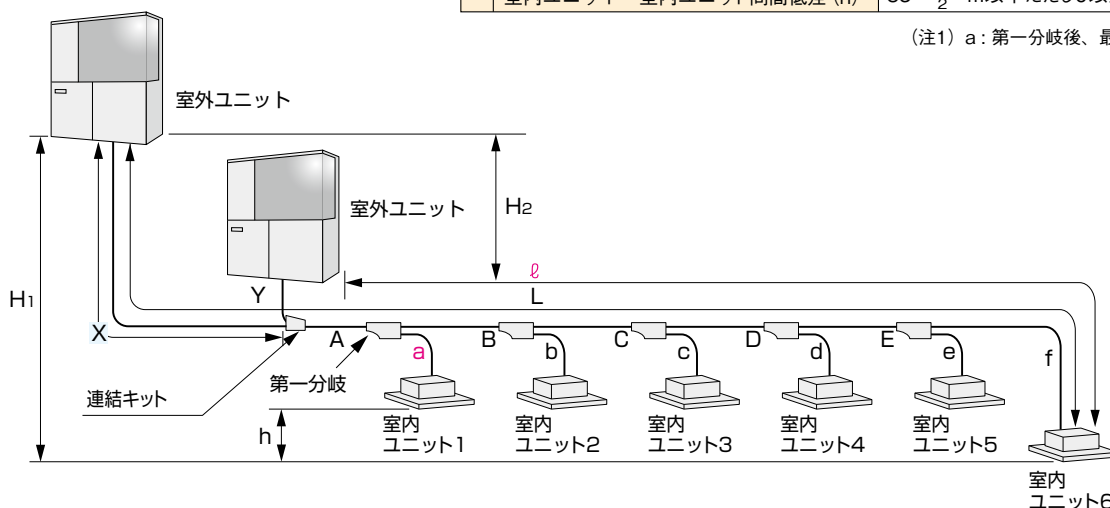 室内ユニット 室内ユニット間高低差 (h)
(注1) a : 第一分岐後、最
室外ユニット
室外ユニット
H2
ℓ
L
H1
Y
X
A
B
C
D
E
a
b
c
d
e
f
第一分岐
連結キット
h
室内
ユニット1
室内
ユニット2
室内
ユニット3
室内
ユニット4
室内
ユニット5
室内
ユニット6